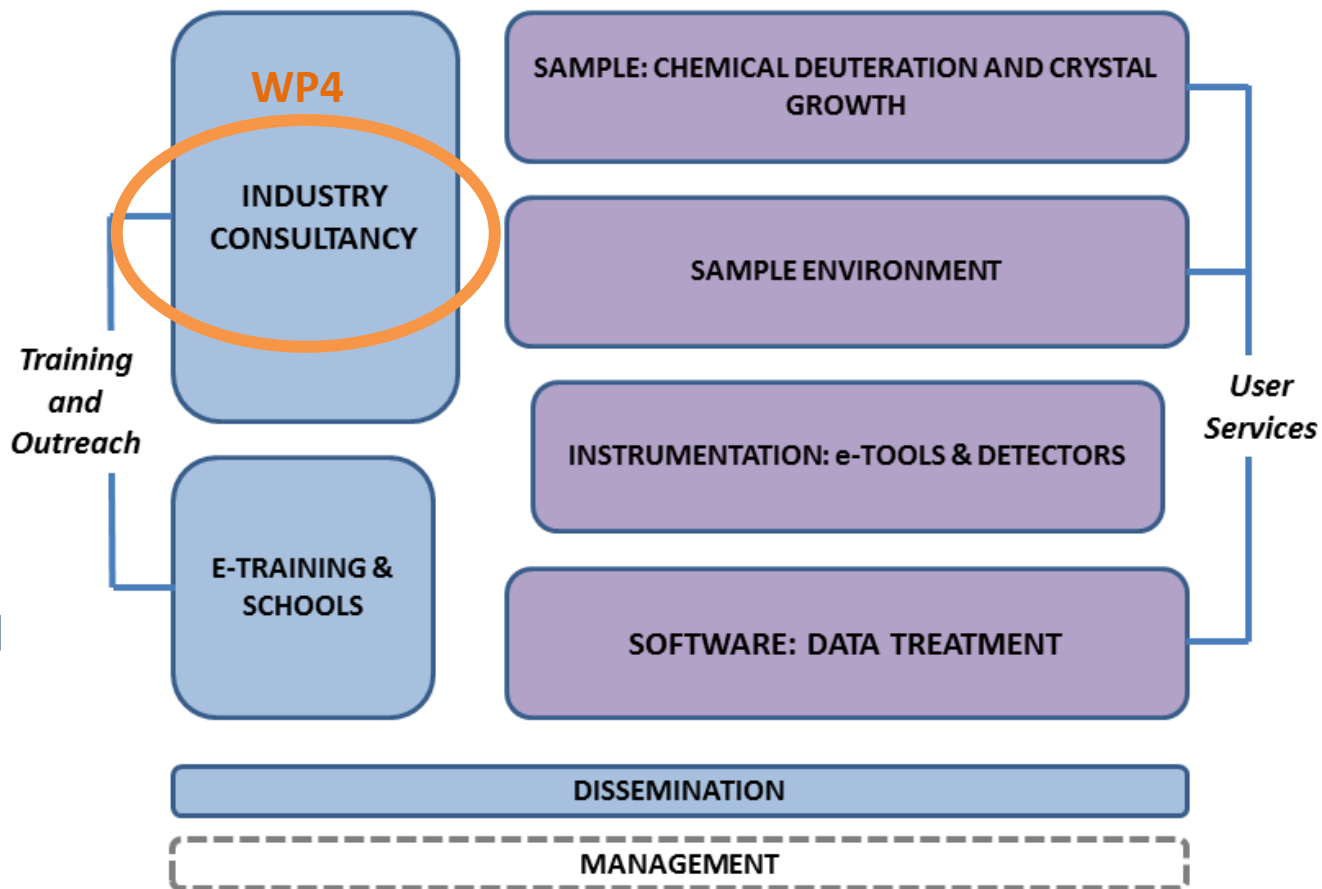 WP4
INDUSTRY
CONSULTANCY
SAMPLE: CHEMICAL DEUTERATION AND CRYSTAL
GROWTH
SAMPLE ENVIRONMENT
Training
and
Outreach
User
Services
INSTRUMENTATION: e-TOOLS & DETECTORS
E-TRAINING &
SCHOOLS
SOFTWARE: DATA TREATMENT
DISSEMINATION
MANAGEMENT